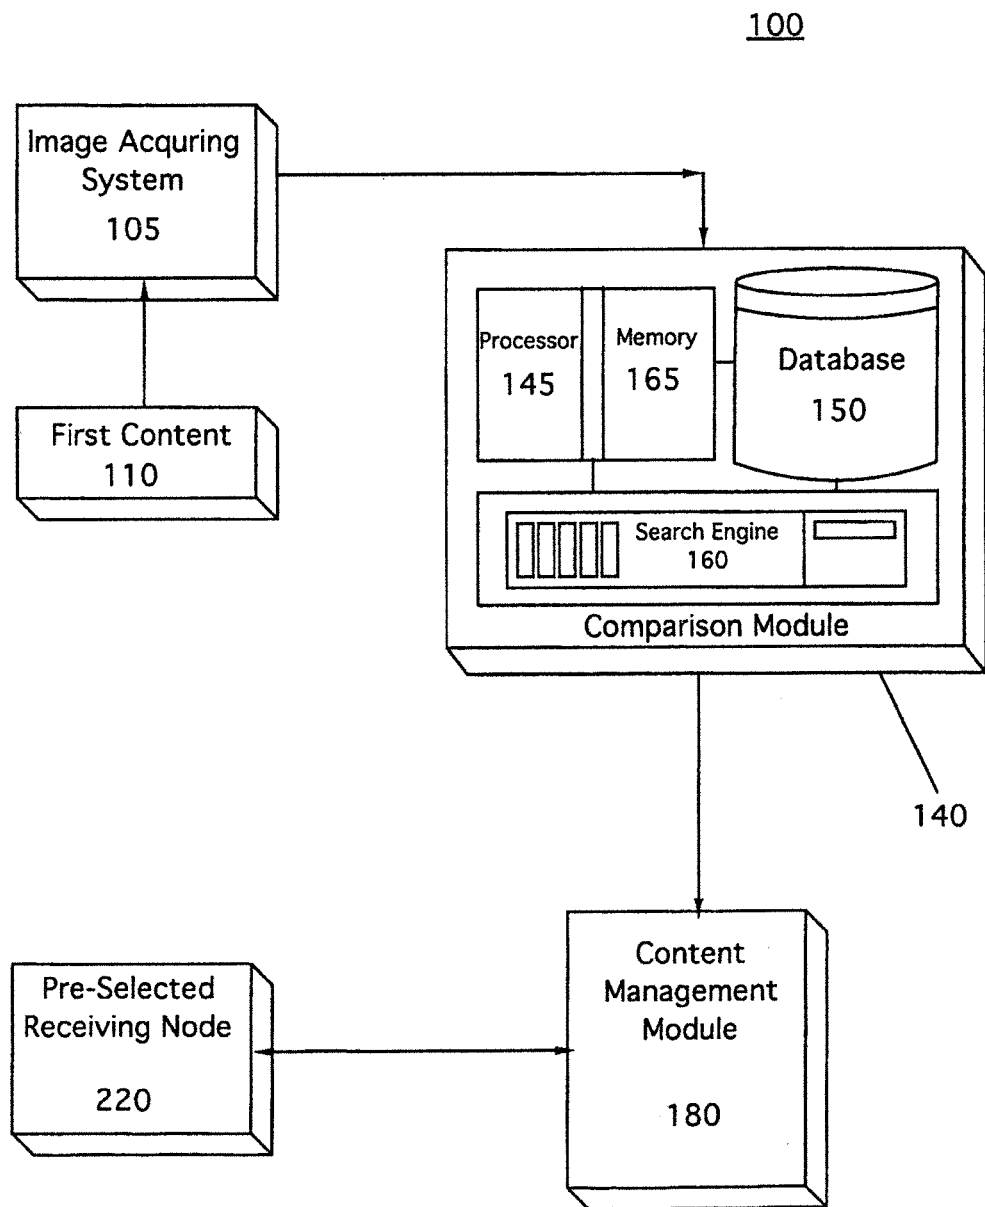 100
Image Acquring
System
105
First Content
110
Processor
145
Memory
165
Database
150
Search Engine
160
Comparison Module
140
Content
Management
Module
180
Pre-Selected
Receiving Node
220